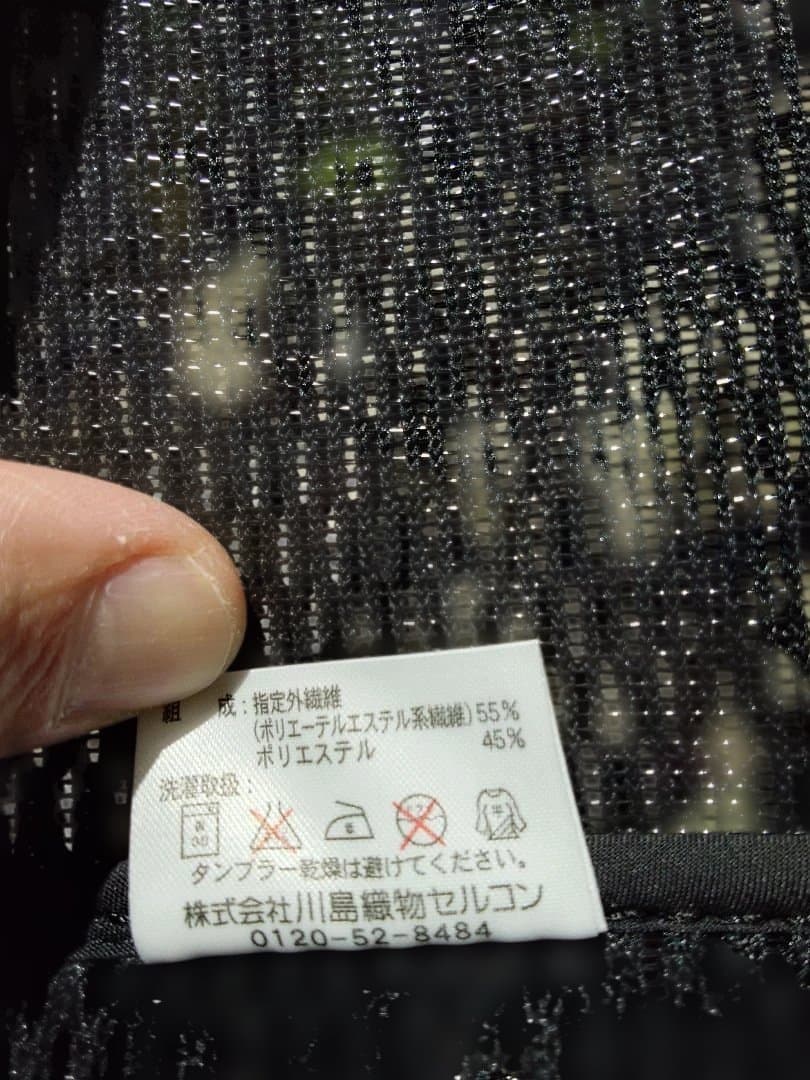 組 成:指定外繊維
(ポリエーテルエステル系繊維)55%
ポリエステル 45%
洗濯取扱:
タンブラー乾燥は避けてください。
株式会社川島織物セルコン
0120-52-8484